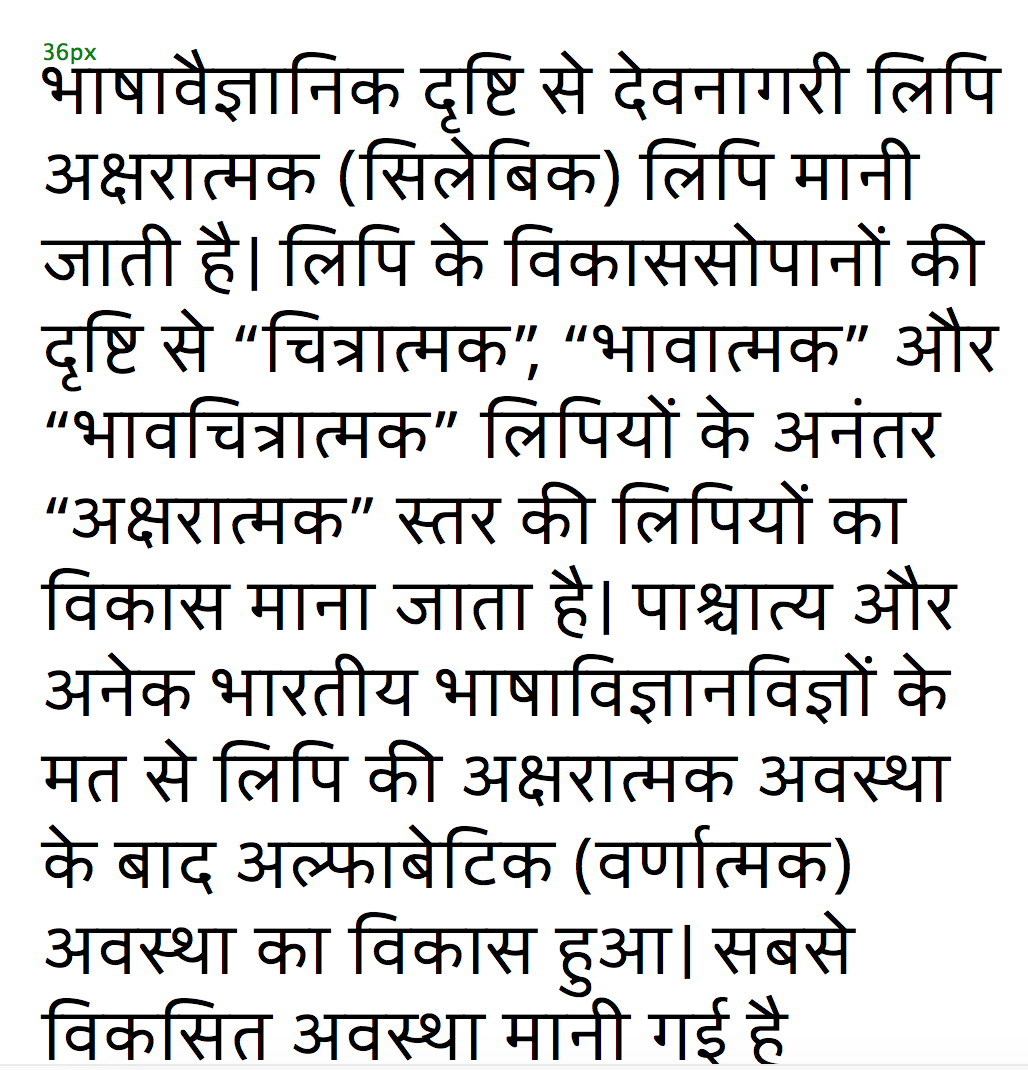 36px
भाषावैज्ञानिक दृष्टि से देवनागरी लिपि
अक्षरात्मक (सिलेबिक) लिपि मानी
जाती है। लिपि के विकाससोपानों की
दृष्टि से “चित्रात्मक”, “भावात्मक” और
“भावचित्रात्मक” लिपियों के अनंतर
“अक्षरात्मक” स्तर की लिपियों का
विकास माना जाता है। पाश्चात्य और
अनेक भारतीय भाषाविज्ञानविज्ञों के
मत से लिपि की अक्षरात्मक अवस्था
के बाद अल्फाबेटिक (वर्णात्मक)
अवस्था का विकास हुआ। सबसे
विकसित अवस्था मानी गई है